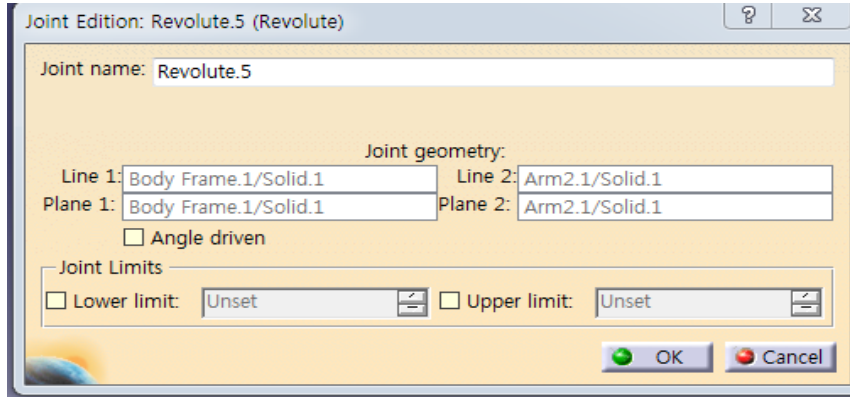 Joint Edition: Revolute.5 (Revolute)
Joint name: Revolute.5
Joint geometry:
Line 1: Body Frame.1/Solid.1 Line 2: Arm2.1/Solid.1
Plane 1: Body Frame.1/Solid.1 Plane 2: Arm2.1/Solid.1
Angle driven
Joint Limits
Lower limit: Unset Upper limit: Unset
OK Cancel